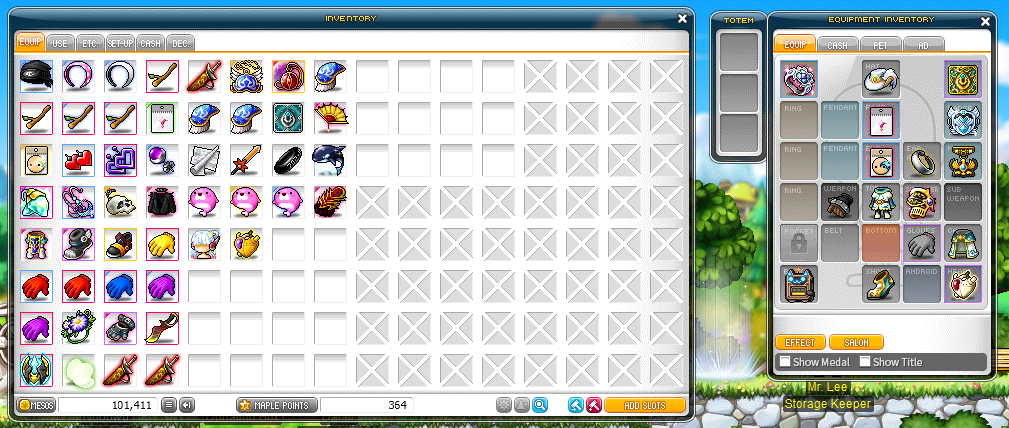 INVENTORY
EQUIP USE ETC. SET-UP CASH DEC.
MESOS 101,411
MAPLE POINTS 364
ADD SLOTS
TOTEM
EQUIPMENT INVENTORY
EQUIP CASH PET AD
HAT
RING PENDANT
PENDANT
RING WEAPON SUB WEAPON
POCKET BELT BOTTOM GLOVES
SHOES ANDROID
EFFECT SALON
Show Medal Show Title
Mr. Lee
Storage Keeper